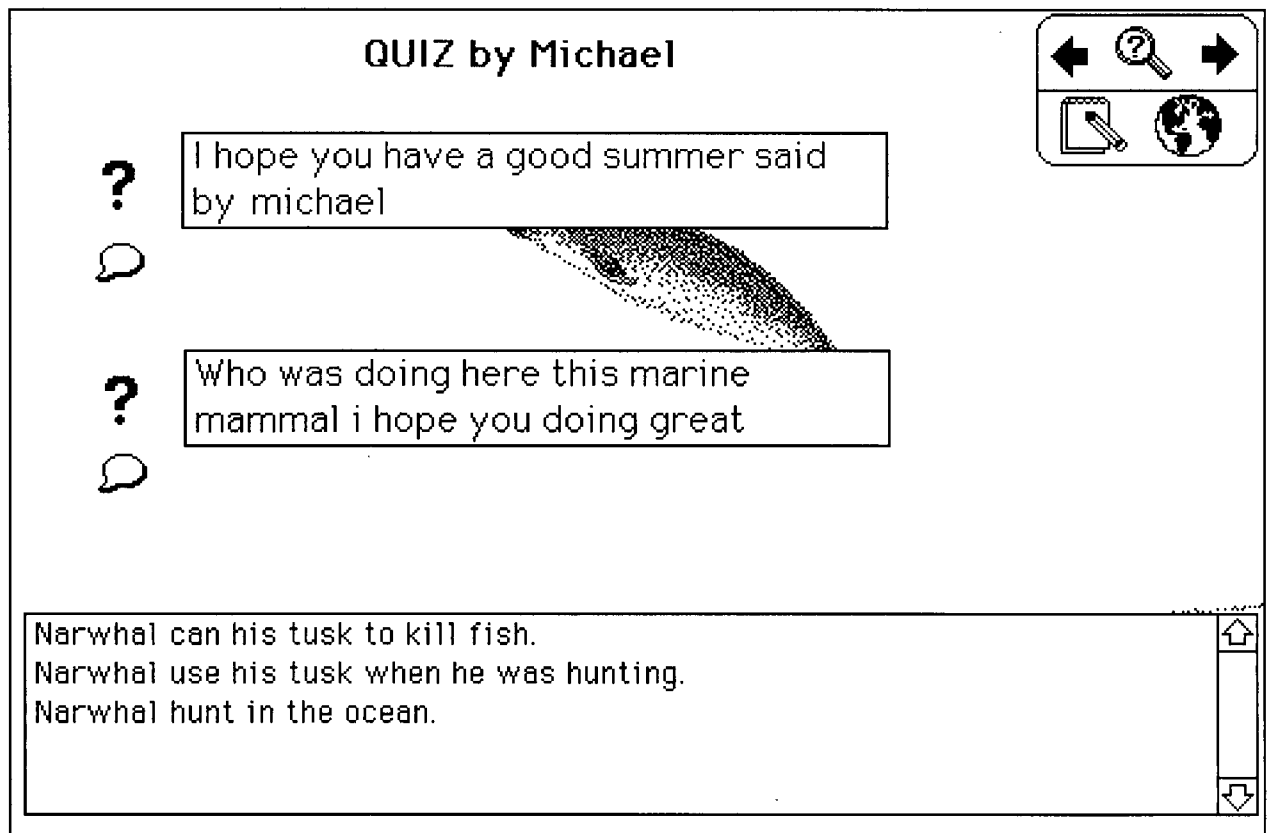 QUIZ by Michael
?
I hope you have a good summer said
by michael
?
Who was doing here this marine
mammal i hope you doing great
?
Narwhal can his tusk to kill fish.
Narwhal use his tusk when he was hunting.
Narwhal hunt in the ocean.